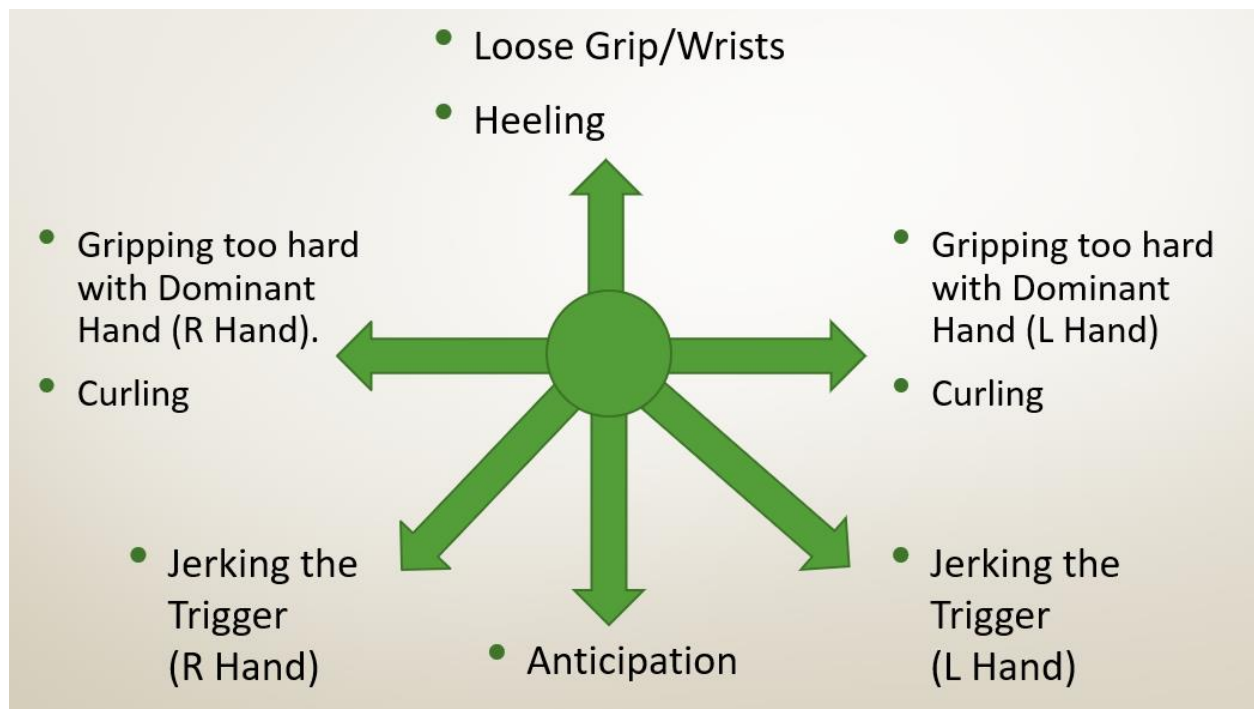 Loose Grip/Wrists
Heeling
Gripping too hard
with Dominant
Hand (R Hand).
Curling
Gripping too hard
with Dominant
Hand (L Hand)
Curling
Jerking the
Trigger
(R Hand)
Anticipation
Jerking the
Trigger
(L Hand)